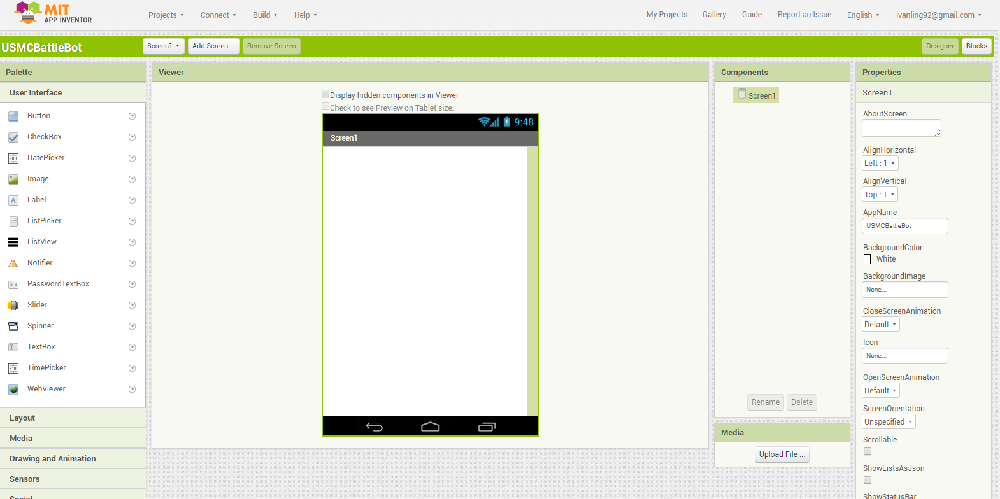 MIT
APP INVENTOR
Projects
Connect
Build
Help
My Projects
Gallery
Guide
Report an Issue
English
ivanling92@gmail.com
USMCBattleBot
Screen1
Add Screen ...
Remove Screen
Designer
Blocks
Palette
User Interface
Button ?
CheckBox ?
DatePicker ?
Image ?
Label ?
ListPicker ?
ListView ?
Notifier ?
PasswordTextBox ?
Slider ?
Spinner ?
TextBox ?
TimePicker ?
WebViewer ?
Layout
Media
Drawing and Animation
Sensors
Social
Viewer
Display hidden components in Viewer
Check to see Preview on Tablet size.
9:48
Screen1
Components
Screen1
Rename
Delete
Media
Upload File ...
Properties
Screen1
AboutScreen
AlignHorizontal
Left : 1
AlignVertical
Top : 1
AppName
USMCBattleBot
BackgroundColor
White
BackgroundImage
None...
CloseScreenAnimation
Default
Icon
None...
OpenScreenAnimation
Default
ScreenOrientation
Unspecified
Scrollable
ShowListsAsJson
ShowStatusBar